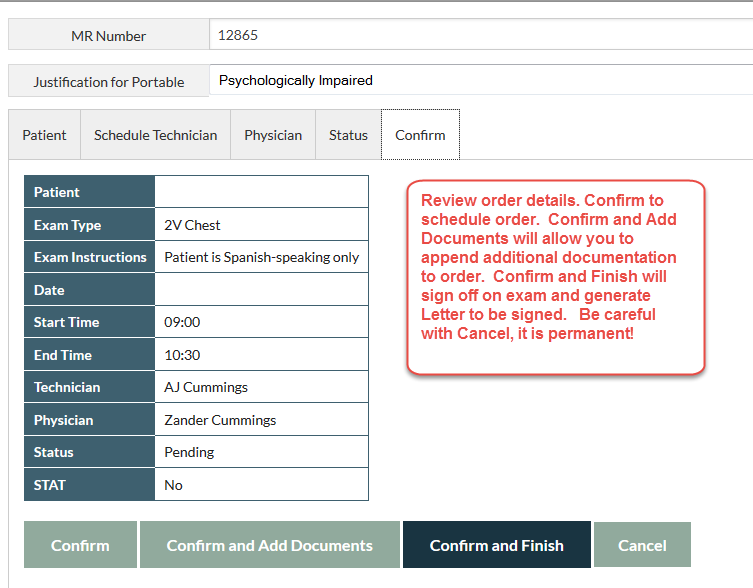 MR Number 12865
Justification for Portable Psychologically Impaired
Patient Schedule Technician Physician Status Confirm
Patient
Exam Type 2V Chest
Exam Instructions Patient is Spanish-speaking only
Date
Start Time 09:00
End Time 10:30
Technician AJ Cummings
Physician Zander Cummings
Status Pending
STAT No
Review order details. Confirm to
schedule order.  Confirm and Add
Documents will allow you to
append additional documentation
to order.  Confirm and Finish will
sign off on exam and generate
Letter to be signed.   Be careful
with Cancel, it is permanent!
Confirm Confirm and Add Documents Confirm and Finish Cancel